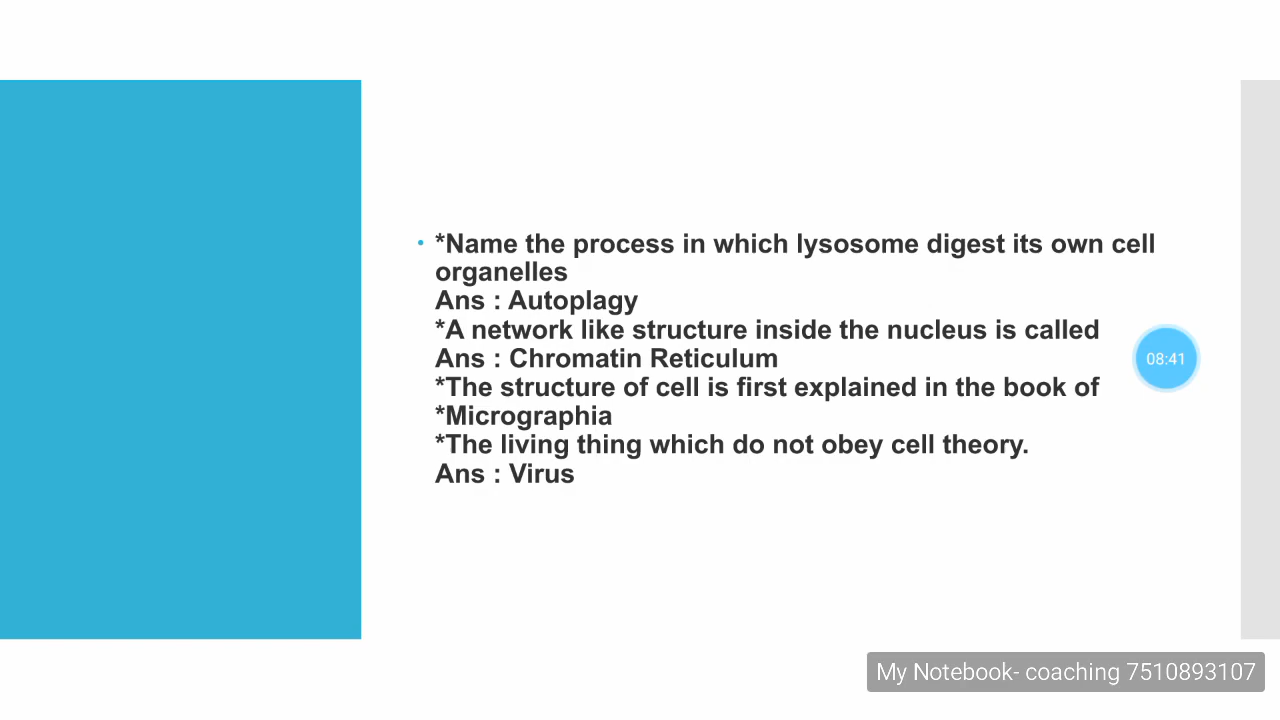 *Name the process in which lysosome digest its own cell
organelles
Ans : Autoplagy
*A network like structure inside the nucleus is called
Ans : Chromatin Reticulum
*The structure of cell is first explained in the book of
*Micrographia
*The living thing which do not obey cell theory.
Ans : Virus
08:41
My Notebook- coaching 7510893107